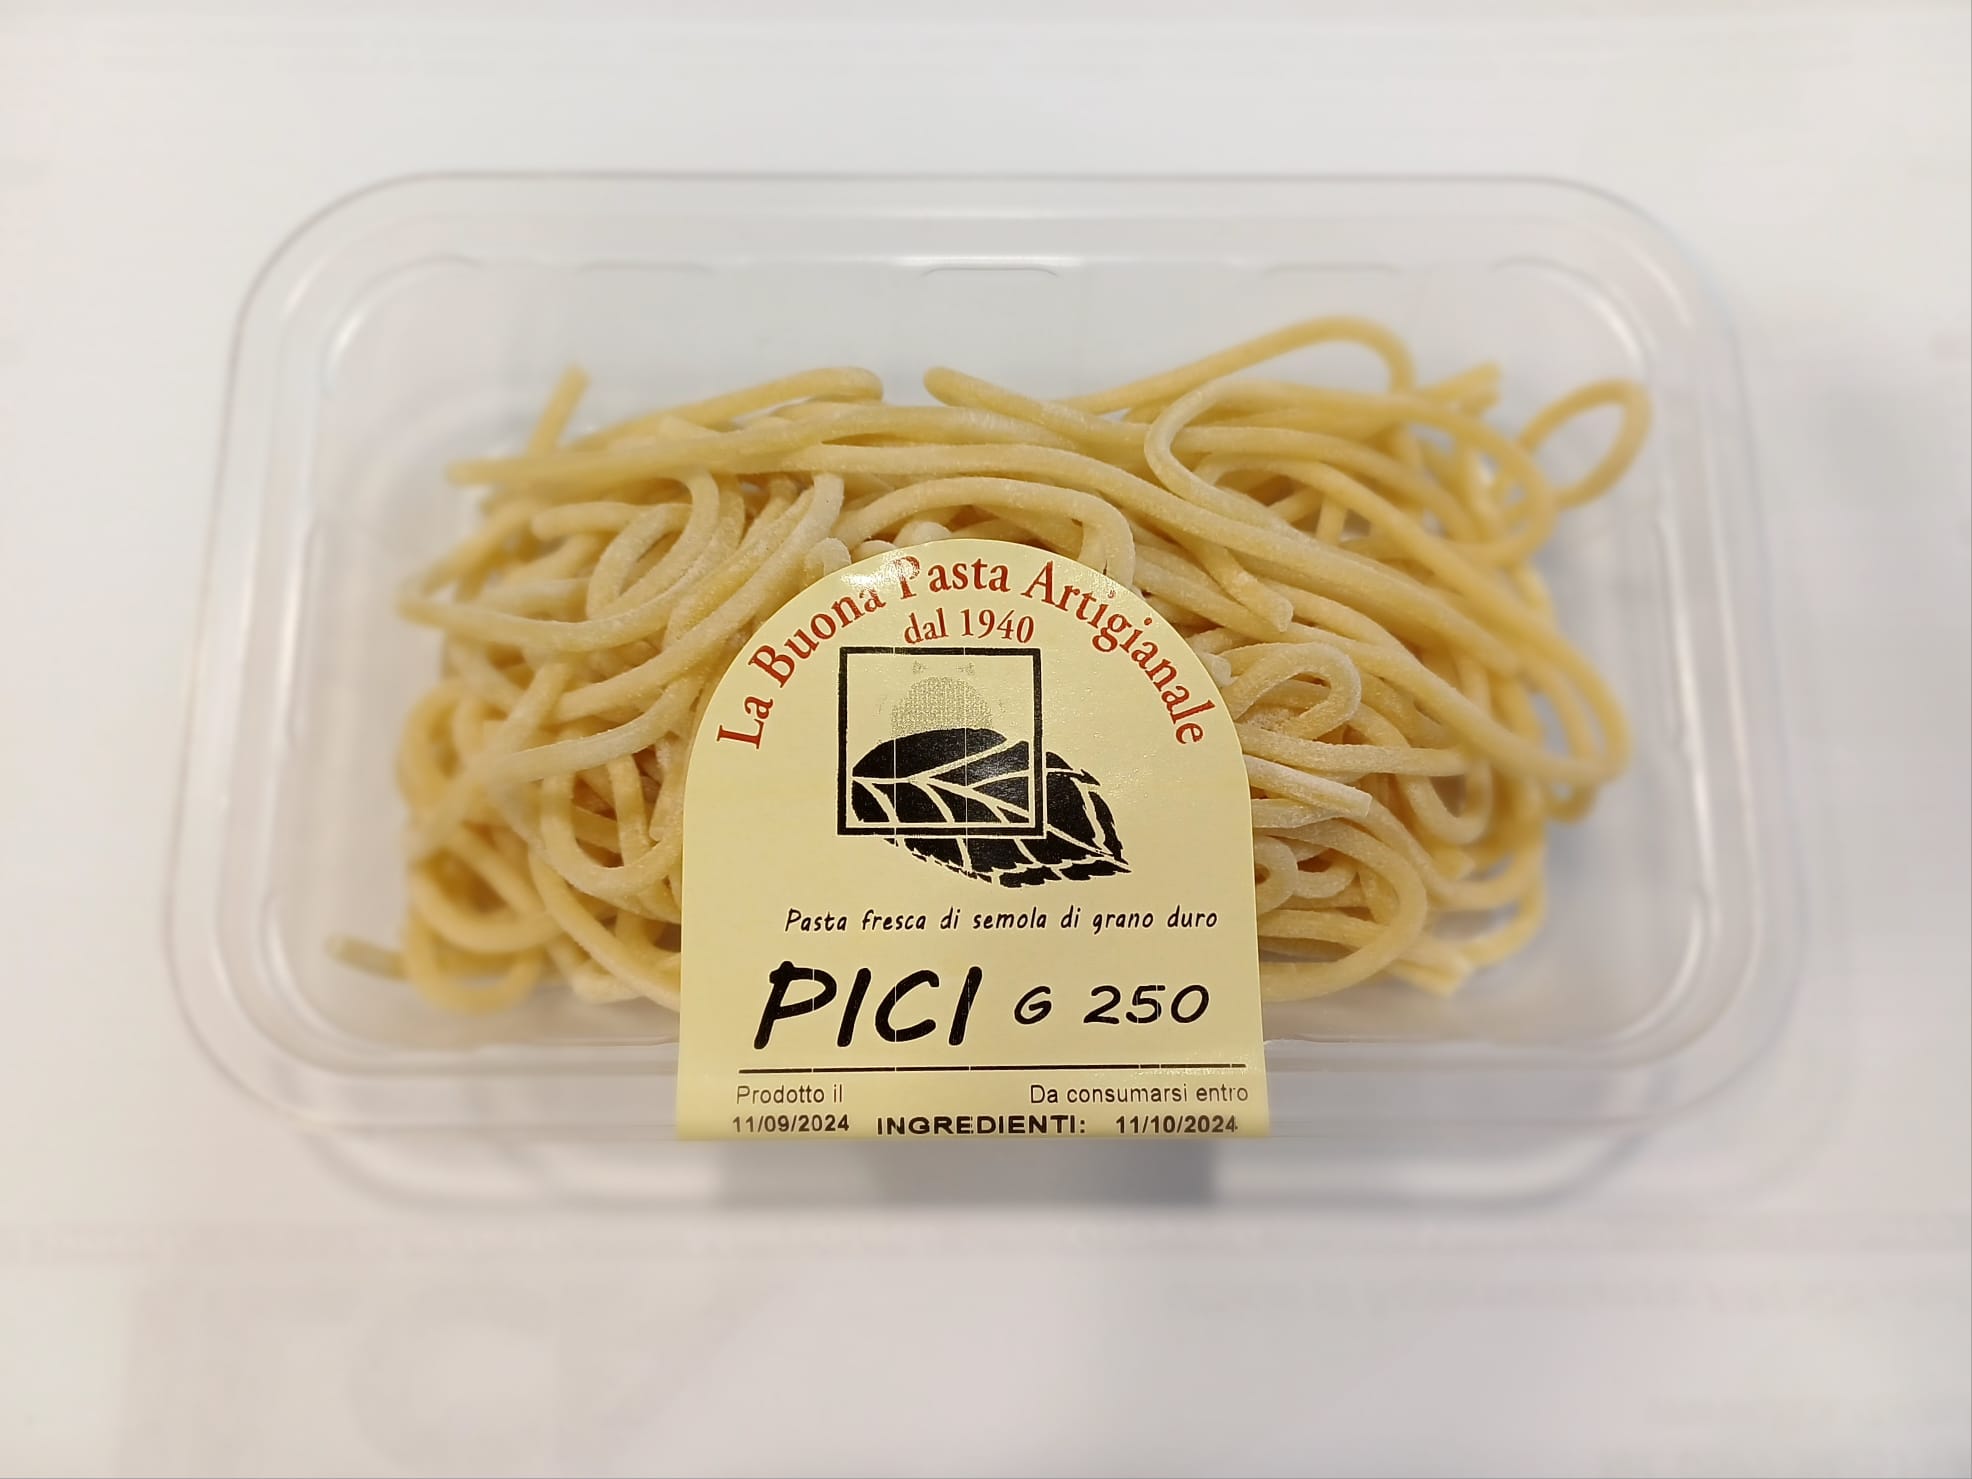 La Buona Pasta Artigianale
dal 1940
Pasta fresca di semola di grano duro
PICI G 250
Prodotto il Da consumarsi entro
11/09/2024 INGREDIENTI: 11/10/2024